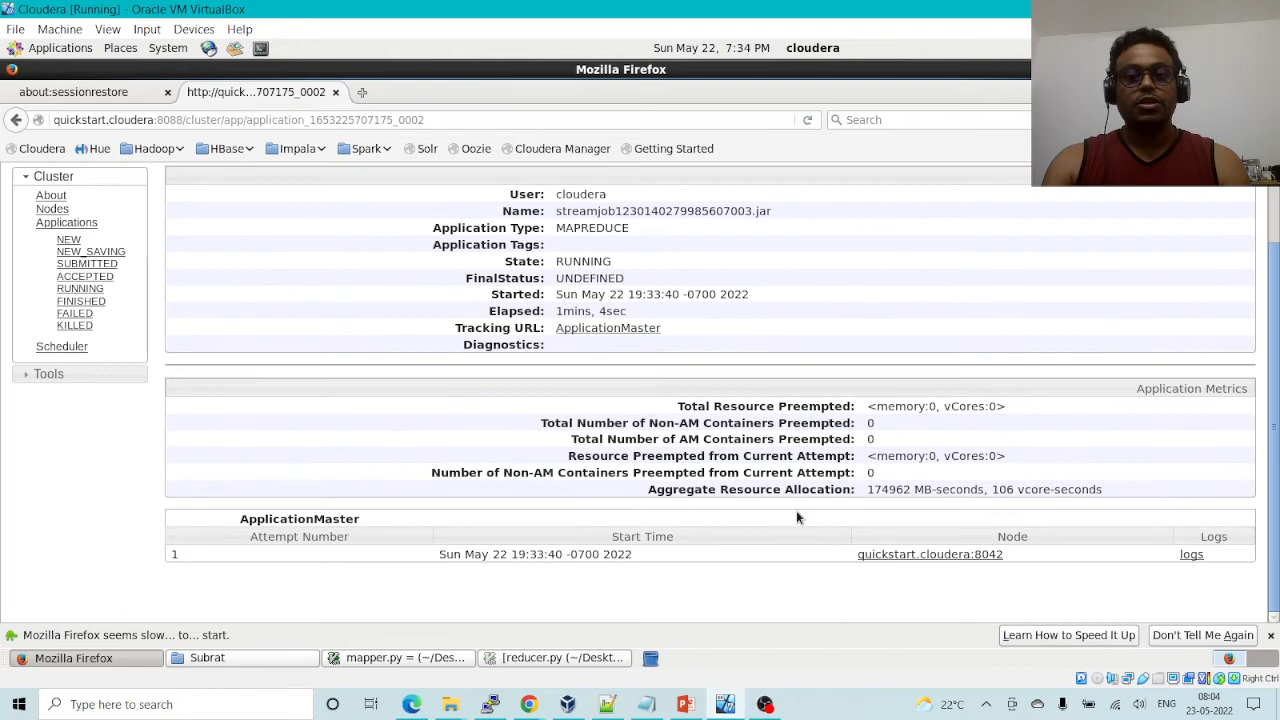 Cloudera [Running] - Oracle VM VirtualBox
File Machine View Input Devices Help
Applications Places System Sun May 22, 7:34 PM cloudera
Mozilla Firefox
about:sessionrestore × http://quick...707175_0002 ×
quickstart.cloudera:8088/cluster/app/application_1653225707175_0002 Search
Cloudera Hue Hadoop HBase Impala Spark Solr Oozie Cloudera Manager Getting Started
Cluster
About
Nodes
Applications
NEW
NEW_SAVING
SUBMITTED
ACCEPTED
RUNNING
FINISHED
FAILED
KILLED
Scheduler
Tools
User: cloudera
Name: streamjob1230140279985607003.jar
Application Type: MAPREDUCE
Application Tags:
State: RUNNING
FinalStatus: UNDEFINED
Started: Sun May 22 19:33:40 -0700 2022
Elapsed: 1mins, 4sec
Tracking URL: ApplicationMaster
Diagnostics:
Application Metrics
Total Resource Preempted: <memory:0, vCores:0>
Total Number of Non-AM Containers Preempted: 0
Total Number of AM Containers Preempted: 0
Resource Preempted from Current Attempt: <memory:0, vCores:0>
Number of Non-AM Containers Preempted from Current Attempt: 0
Aggregate Resource Allocation: 174962 MB-seconds, 106 vcore-seconds
ApplicationMaster
Attempt Number Start Time Node Logs
1 Sun May 22 19:33:40 -0700 2022 quickstart.cloudera:8042 logs
Mozilla Firefox seems slow... to... start. Learn How to Speed It Up Don't Tell Me Again ×
Mozilla Firefox Subrat mapper.py = (~/Des... [reducer.py (~/Deskt...
Right Ctrl
Type here to search 22°C ENG 08:04
23-05-2022